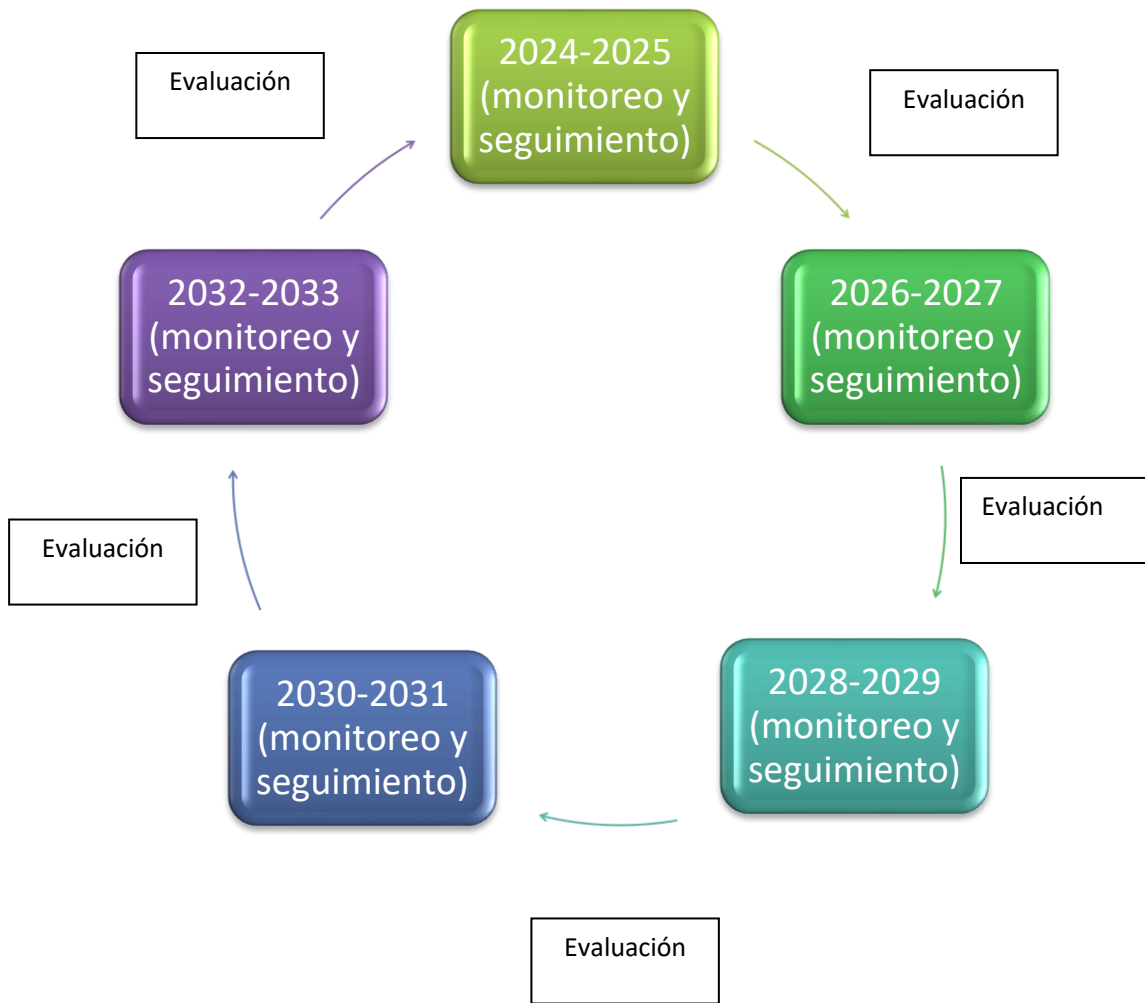 2024-2025
(monitoreo y
seguimiento)
Evaluación
Evaluación
2032-2033
(monitoreo y
seguimiento)
2026-2027
(monitoreo y
seguimiento)
Evaluación
Evaluación
2030-2031
(monitoreo y
seguimiento)
2028-2029
(monitoreo y
seguimiento)
Evaluación